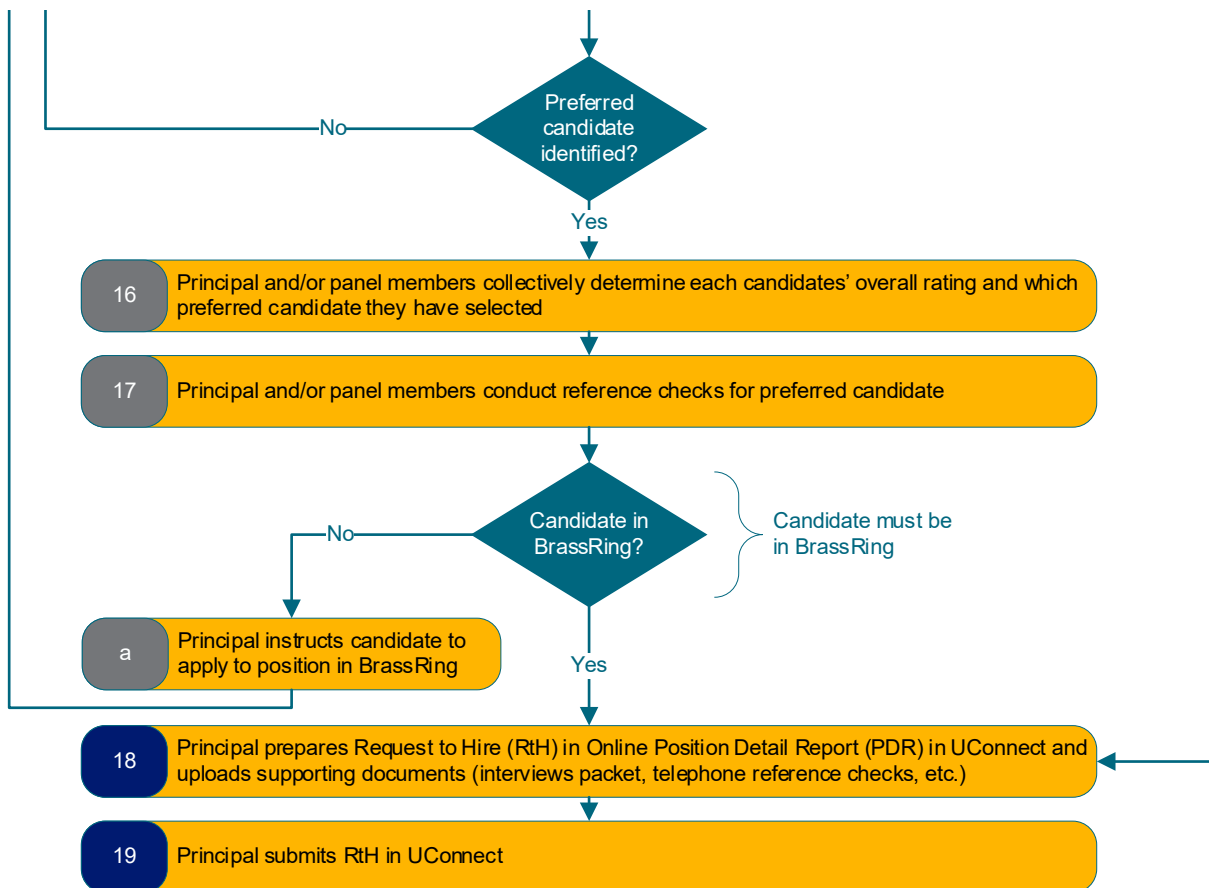 Preferred
candidate
identified?
No
Yes
16
Principal and/or panel members collectively determine each candidates’ overall rating and which
preferred candidate they have selected
17
Principal and/or panel members conduct reference checks for preferred candidate
Candidate in
BrassRing?
Candidate must be
in BrassRing
No
a
Principal instructs candidate to
apply to position in BrassRing
Yes
18
Principal prepares Request to Hire (RtH) in Online Position Detail Report (PDR) in UConnect and
uploads supporting documents (interviews packet, telephone reference checks, etc.)
19
Principal submits RtH in UConnect